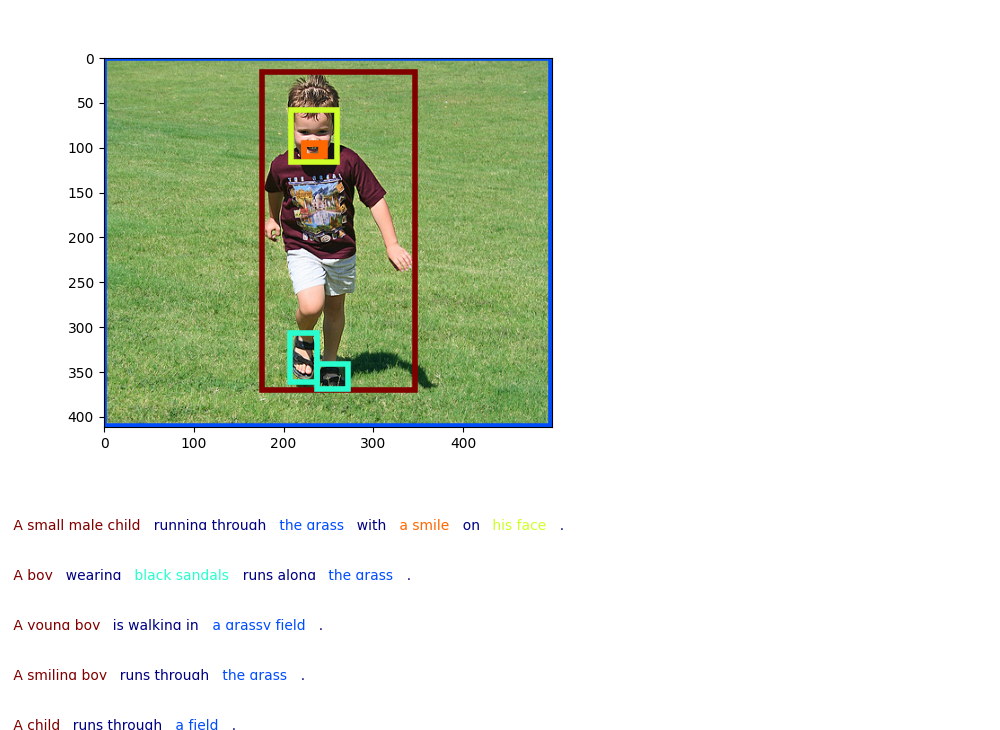 0
50
100
150
200
250
300
350
400
0 100 200 300 400
A small male child running through the grass with a smile on his face .
A boy wearing black sandals runs along the grass .
A young boy is walking in a grassy field .
A smiling boy runs through the grass .
A child runs through a field .